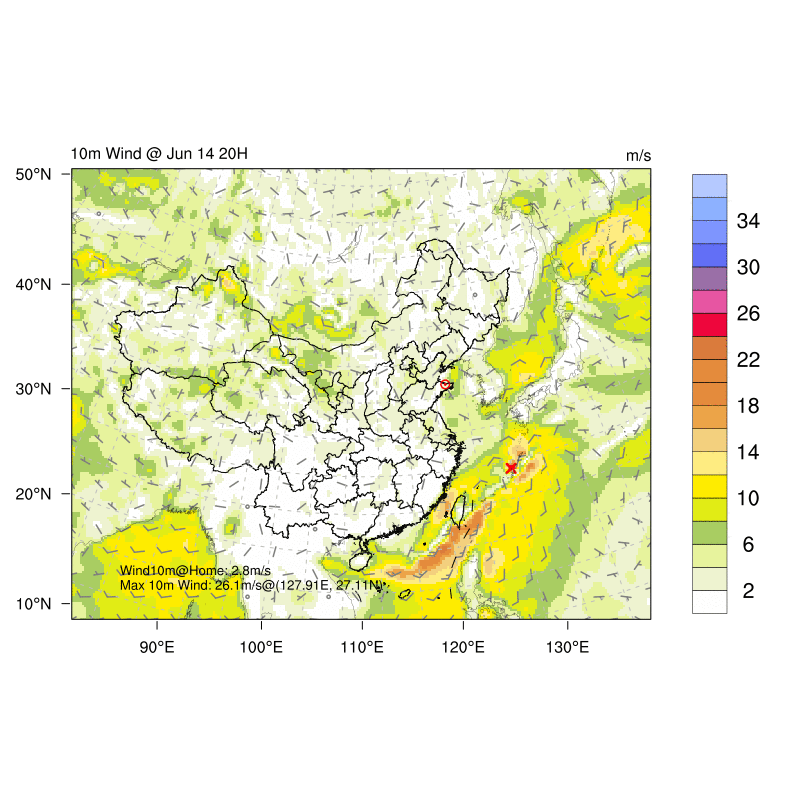 10m Wind @ Jun 14 20H
m/s
50°N
40°N
30°N
20°N
10°N
90°E
100°E
110°E
120°E
130°E
34
30
26
22
18
14
10
6
2
Wind10m@Home: 2.8m/s
Max 10m Wind: 26.1m/s@(127.91E, 27.11N)